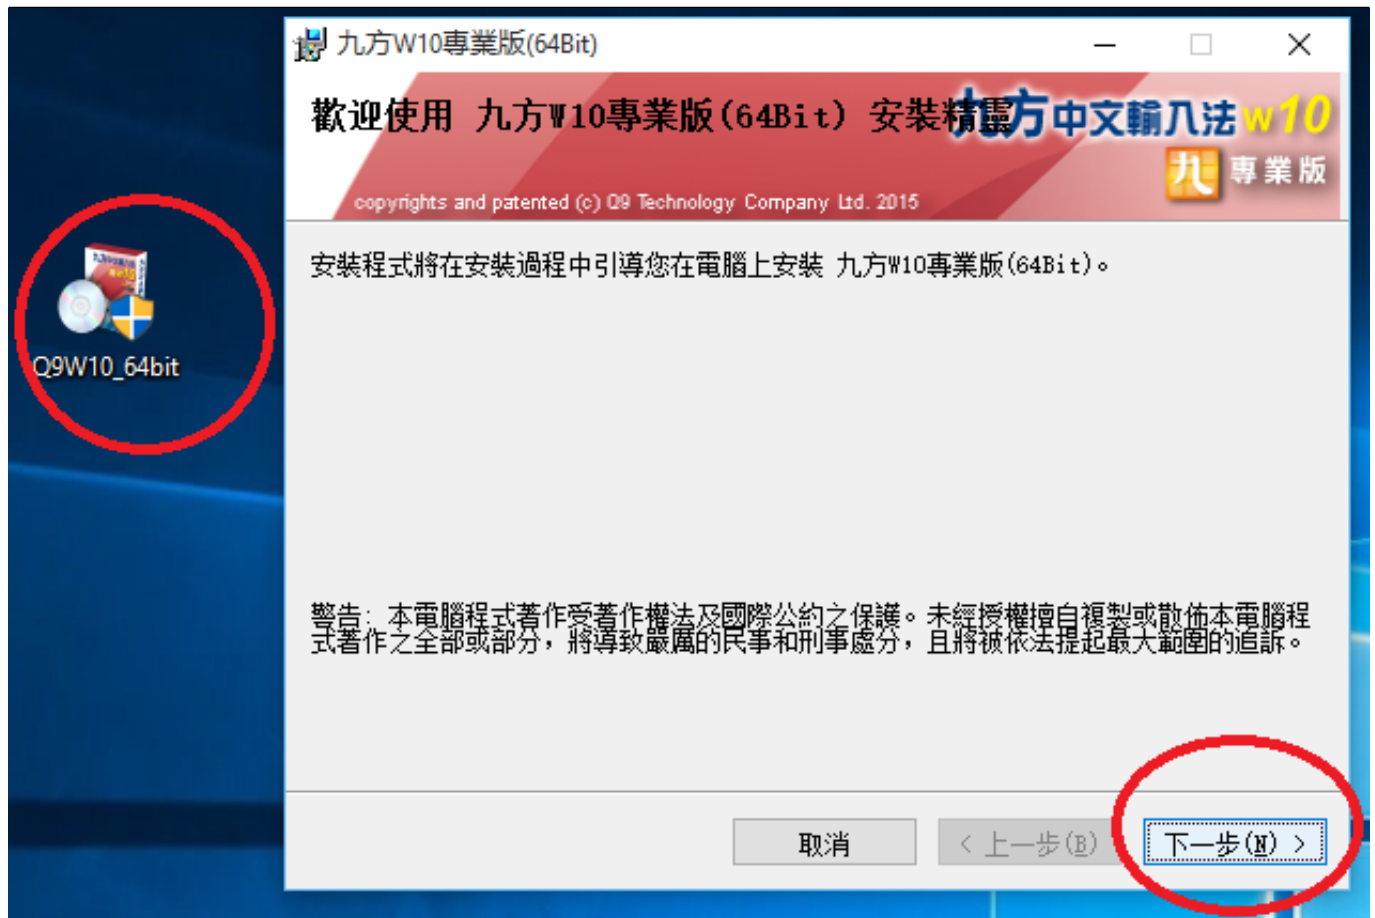 九方W10專業版(64Bit)
歡迎使用 九方W10專業版(64Bit) 安裝精靈
九方中文輸入法 W10
九 專業版
copyrights and patented (c) Q9 Technology Company Ltd. 2015
Q9W10_64bit
安裝程式將在安裝過程中引導您在電腦上安裝 九方W10專業版(64Bit)。
警告: 本電腦程式著作受著作權法及國際公約之保護。未經授權擅自複製或散佈本電腦程
式著作之全部或部分，將導致嚴厲的民事和刑事處分，且將被依法提起最大範圍的追訴。
取消
< 上一步(B)
下一步(N) >